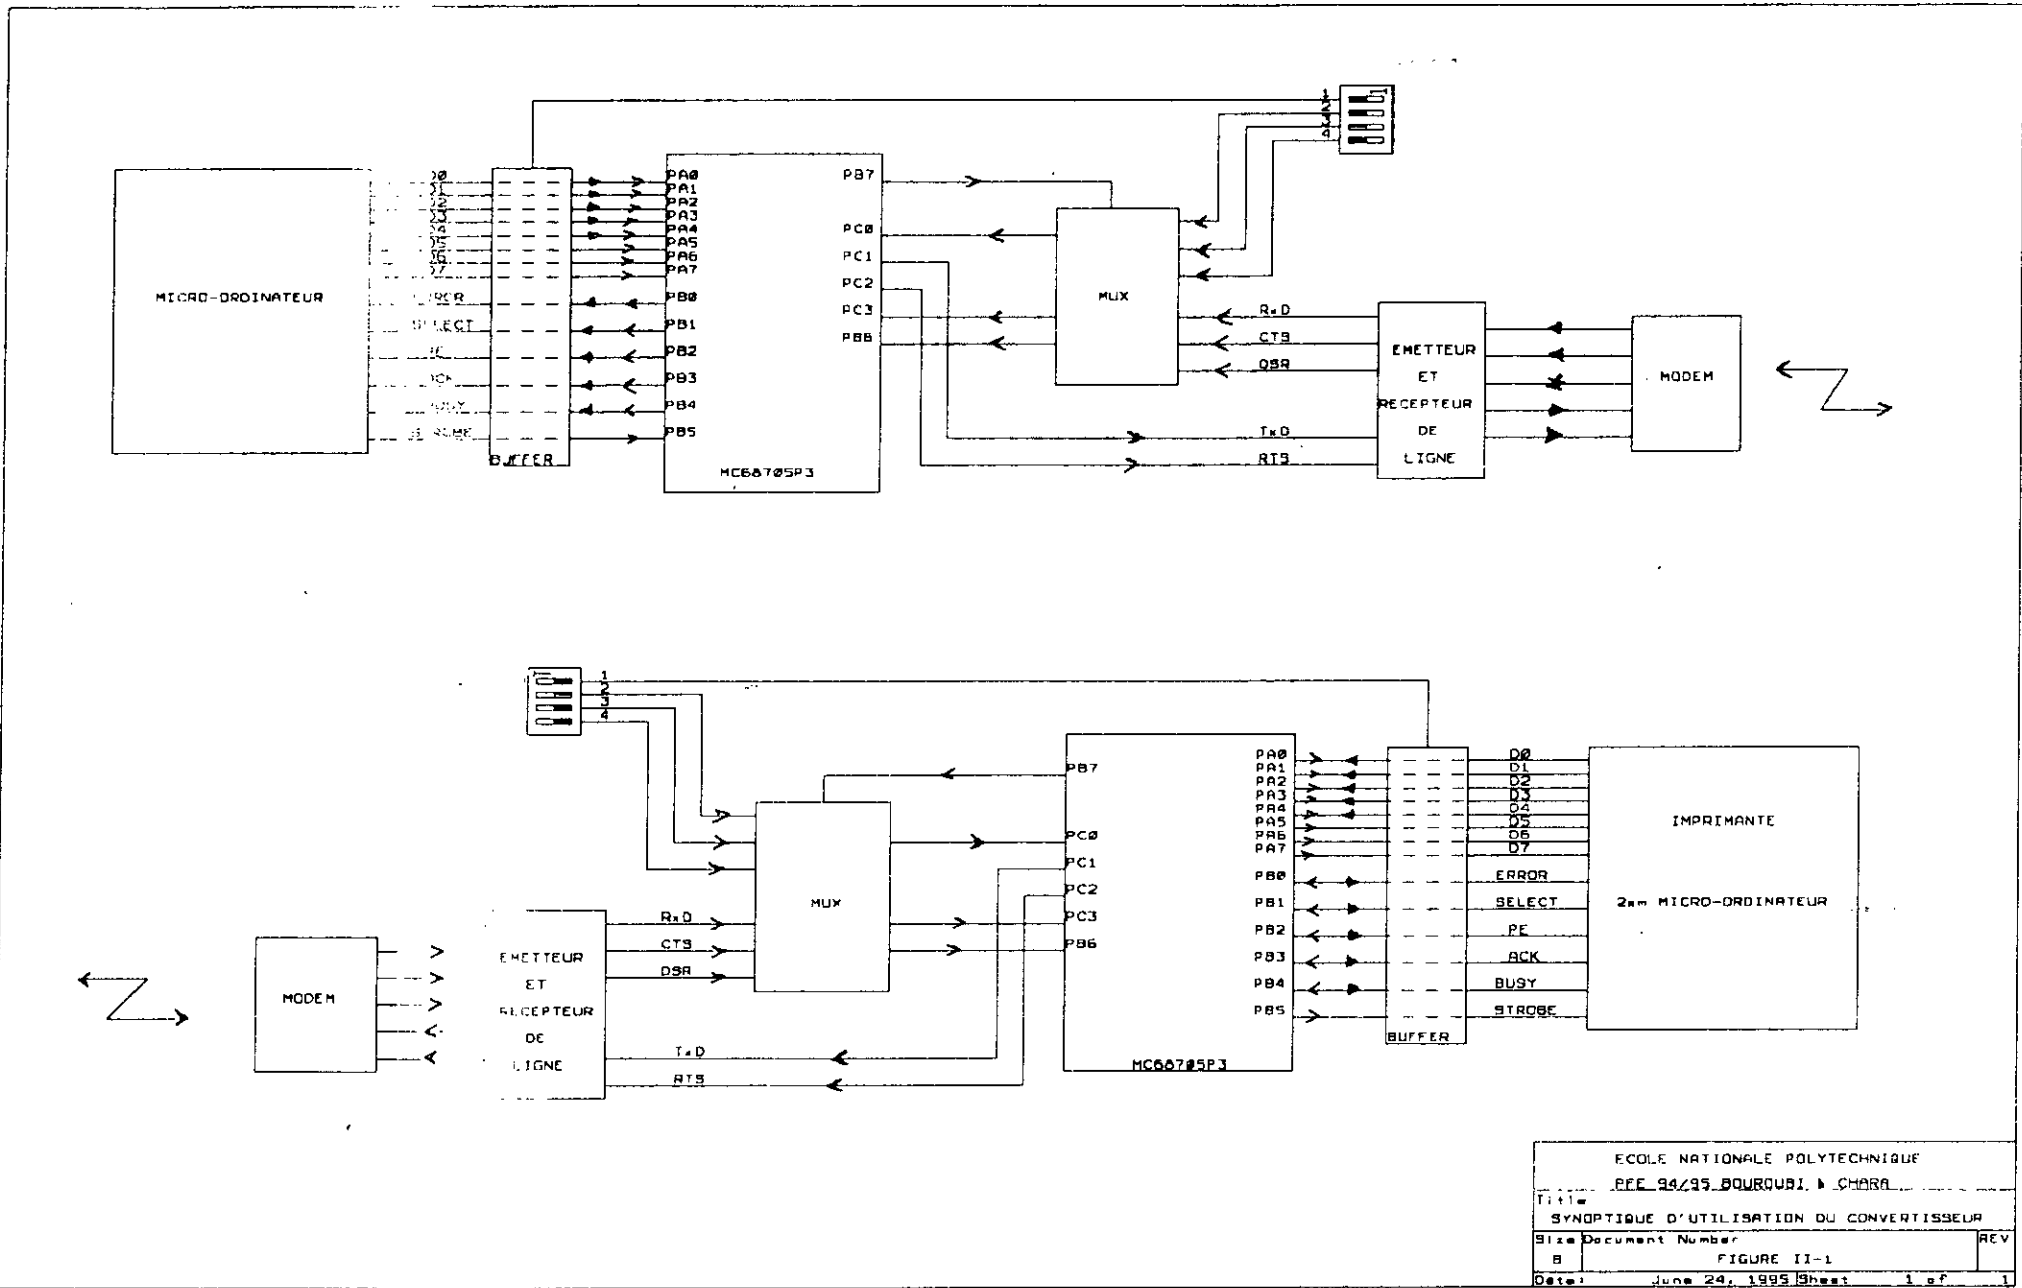 1
2
3
4
1
MICRO-ORDINATEUR
BUFFER
PA0
PA1
PA2
PA3
PA4
PA5
PA6
PA7
PB0
PB1
PB2
PB3
PB4
PB5
PB7
PC0
PC1
PC2
PC3
PB6
MC68705P3
MUX
RxD
CTS
DSR
TxD
RTS
EMETTEUR
ET
RECEPTEUR
DE
LIGNE
MODEM
1
2
3
4
MODEM
EMETTEUR
ET
RECEPTEUR
DE
LIGNE
RxD
CTS
DSR
TxD
RTS
MUX
PB7
PC0
PC1
PC2
PC3
PB6
PA0
PA1
PA2
PA3
PA4
PA5
PA6
PA7
PB0
PB1
PB2
PB3
PB4
PB5
MC68705P3
BUFFER
D0
D1
D2
D3
D4
D5
D6
D7
ERROR
SELECT
PE
ACK
BUSY
STROBE
IMPRIMANTE
2em MICRO-ORDINATEUR
ECOLE NATIONALE POLYTECHNIQUE
PFE 94/95 BOUROUBI & CHARA
Title
SYNOPTIQUE D'UTILISATION DU CONVERTISSEUR
Size Document Number REV
B FIGURE II-1
Date: June 24, 1995 Sheet 1 of 1